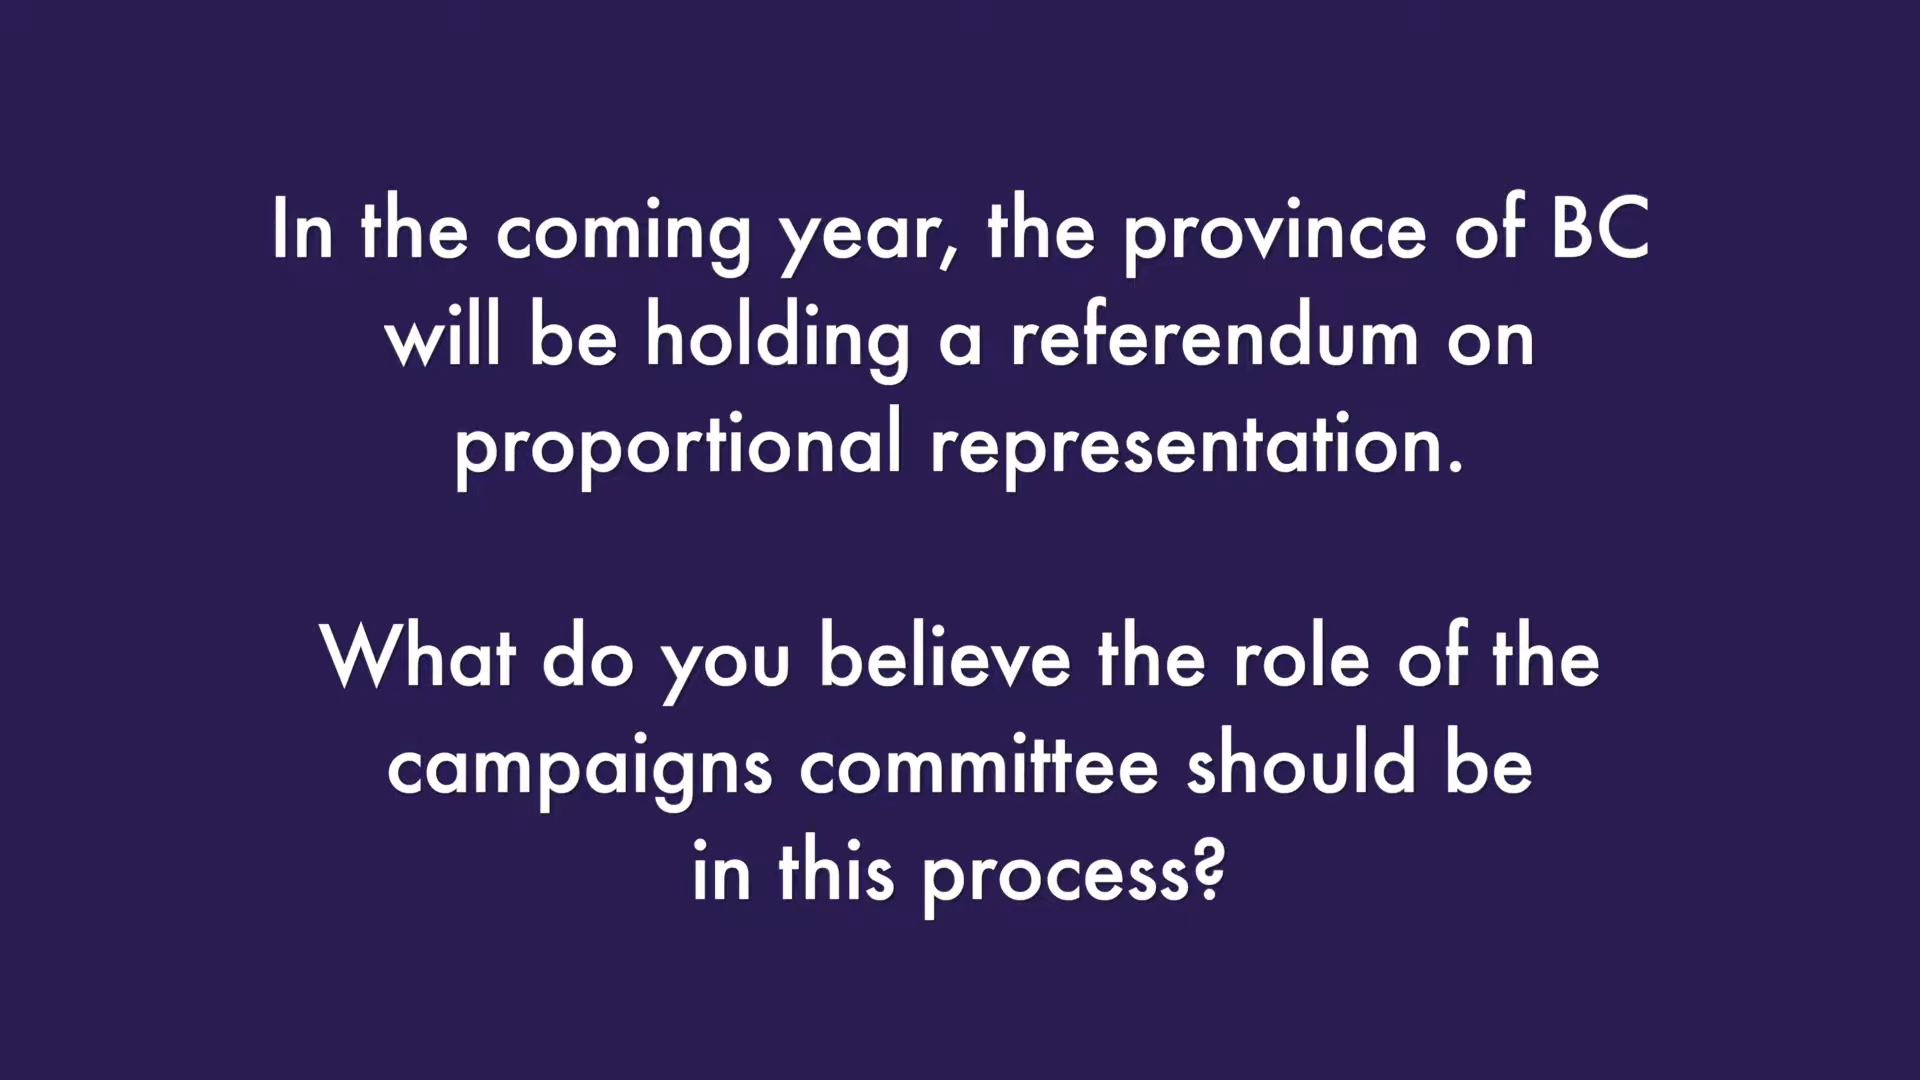 In the coming year, the province of BC
will be holding a referendum on
proportional representation.
What do you believe the role of the
campaigns committee should be
in this process?